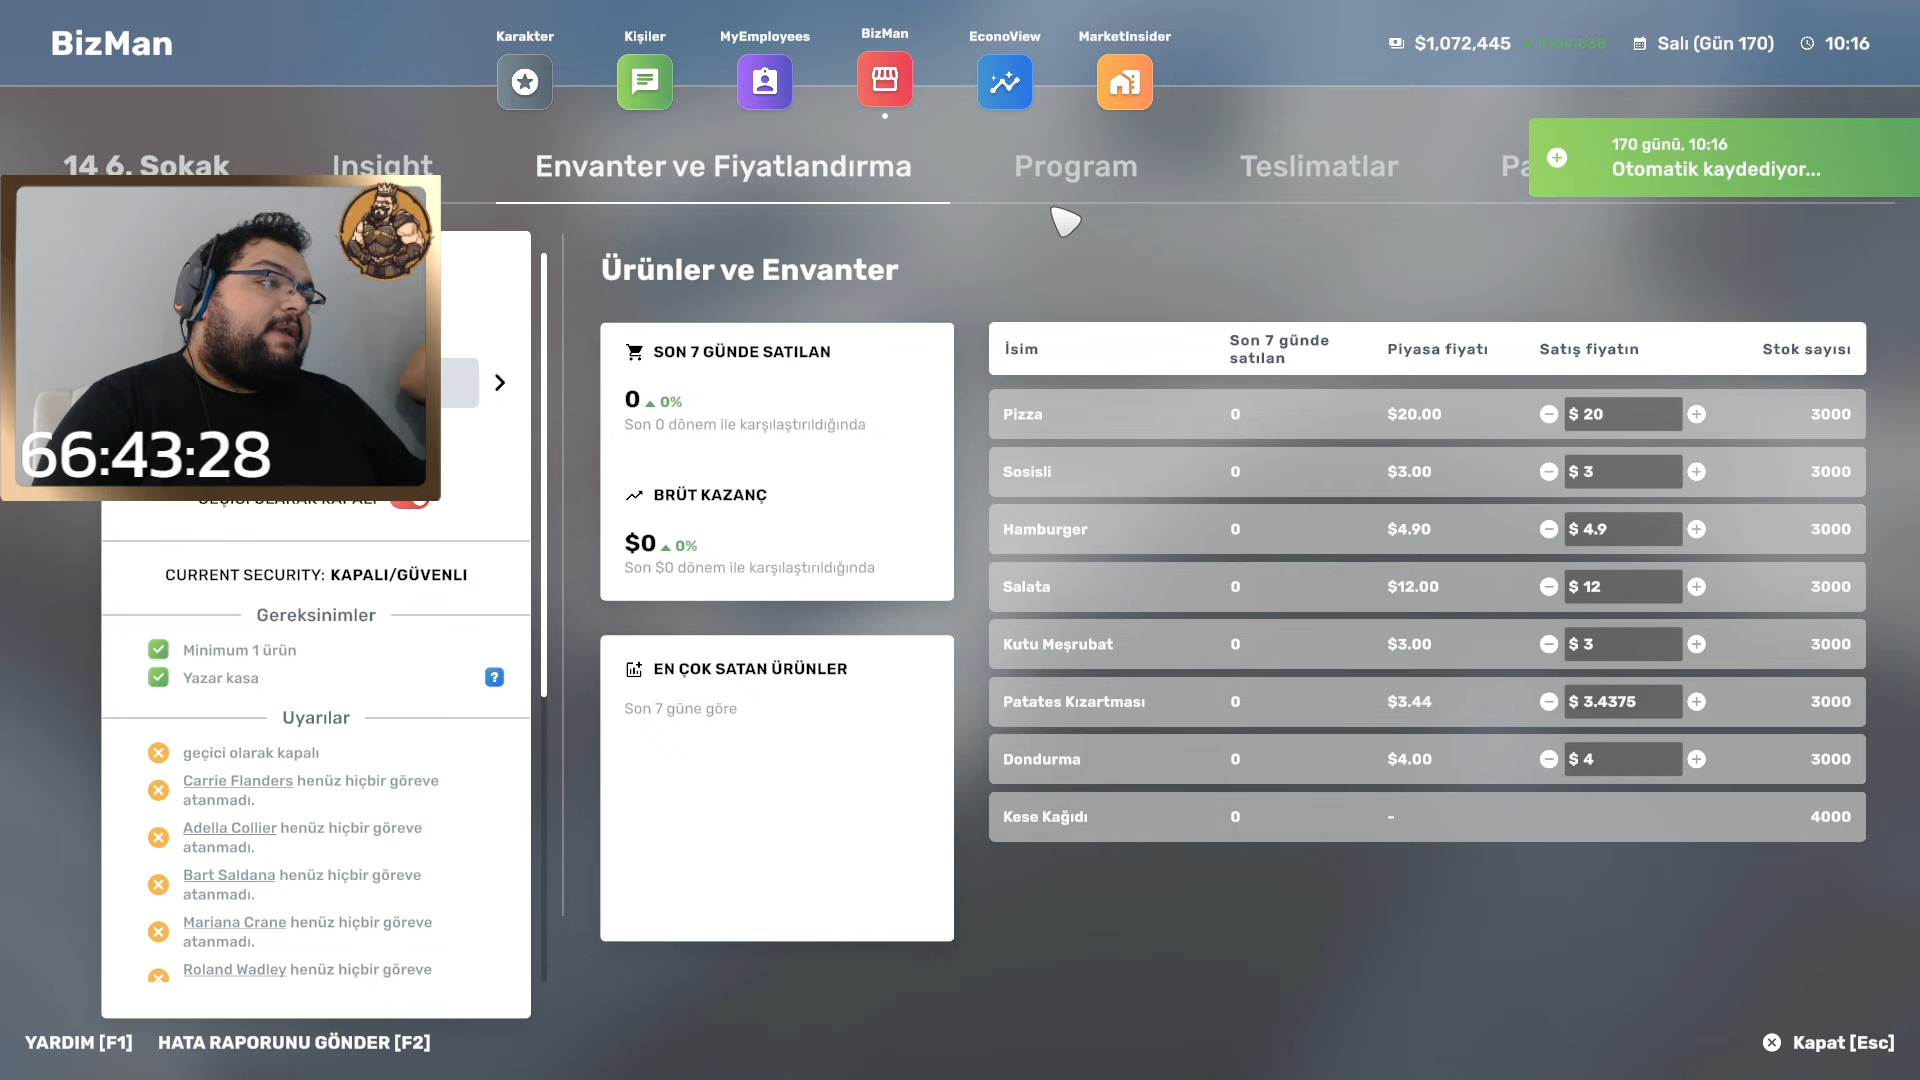 BizMan
Karakter
Kişiler
MyEmployees
BizMan
EconoView
MarketInsider
$1,072,445
Salı (Gün 170)
10:16
14 6. Sokak
Insight
Envanter ve Fiyatlandırma
Program
Teslimatlar
170 günü, 10:16
Otomatik kaydediyor...
66:43:28
CURRENT SECURITY: KAPALI/GÜVENLI
Gereksinimler
Minimum 1 ürün
Yazar kasa
?
Uyarılar
geçici olarak kapalı
Carrie Flanders henüz hiçbir göreve
atanmadı.
Adella Collier henüz hiçbir göreve
atanmadı.
Bart Saldana henüz hiçbir göreve
atanmadı.
Mariana Crane henüz hiçbir göreve
atanmadı.
Roland Wadley henüz hiçbir göreve
Ürünler ve Envanter
SON 7 GÜNDE SATILAN
0 ▲ 0%
Son 0 dönem ile karşılaştırıldığında
BRÜT KAZANÇ
$0 ▲ 0%
Son $0 dönem ile karşılaştırıldığında
EN ÇOK SATAN ÜRÜNLER
Son 7 güne göre
İsim Son 7 günde satılan Piyasa fiyatı Satış fiyatın Stok sayısı
Pizza 0 $20.00 $ 20 3000
Sosisli 0 $3.00 $ 3 3000
Hamburger 0 $4.90 $ 4.9 3000
Salata 0 $12.00 $ 12 3000
Kutu Meşrubat 0 $3.00 $ 3 3000
Patates Kızartması 0 $3.44 $ 3.4375 3000
Dondurma 0 $4.00 $ 4 3000
Kese Kağıdı 0 - 4000
YARDIM [F1]
HATA RAPORUNU GÖNDER [F2]
Kapat [Esc]